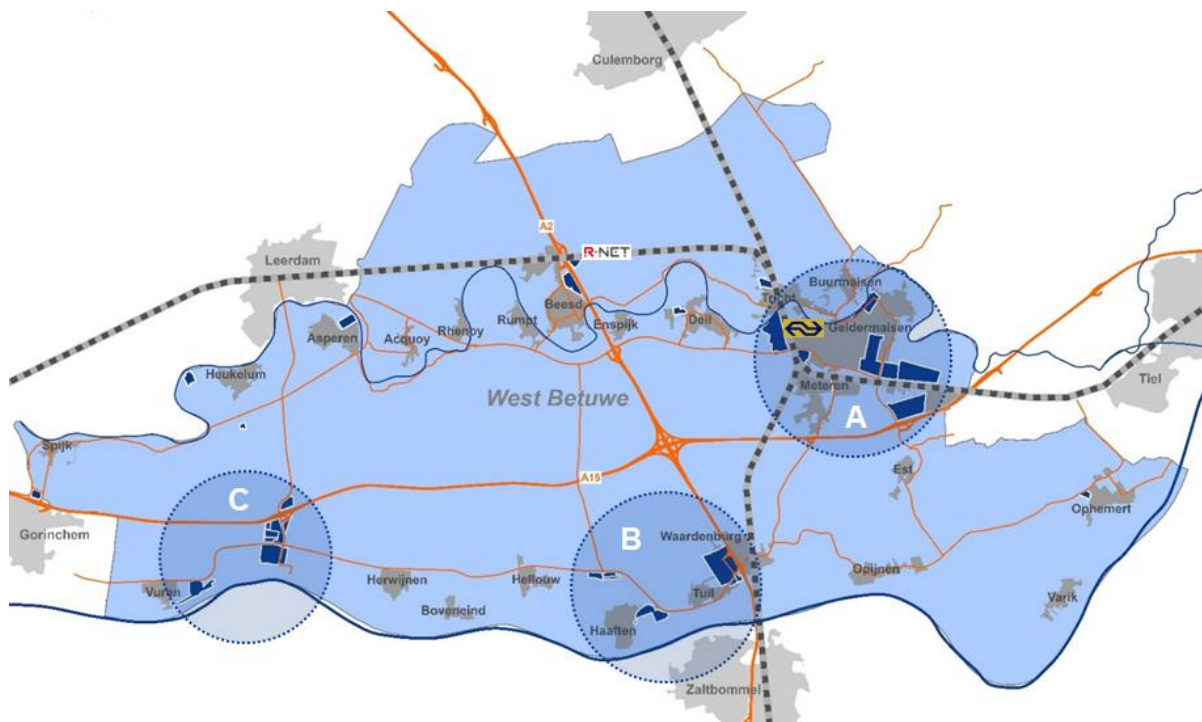 Culemborg
A2
R-NET
Leerdam
Buurmalsen
Tricht
Beesd
Geldermalsen
Rhenoy
Rumpt
Enspijk
Deil
Asperen
Acquoy
Heukelum
Meteren
Tiel
West Betuwe
A
Spijk
Est
A15
C
Ophemert
Gorinchem
B
Waardenburg
Opijnen
Herwijnen
Hellouw
Vuren
Tuil
Varik
Boveneind
Haaften
Zaltbommel